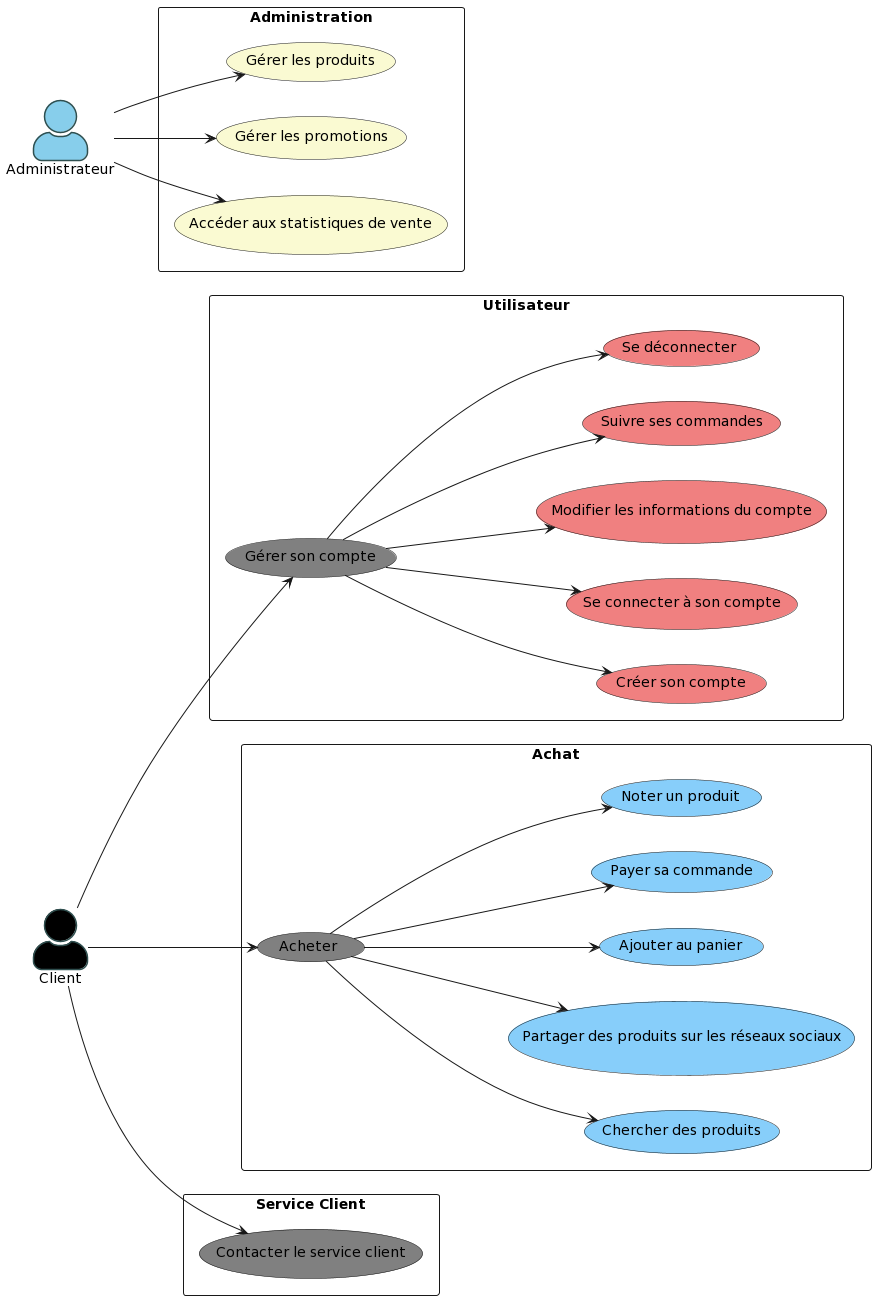 Administration
Gérer les produits
Gérer les promotions
Administrateur
Accéder aux statistiques de vente
Utilisateur
Se déconnecter
Suivre ses commandes
Modifier les informations du compte
Gérer son compte
Se connecter à son compte
Créer son compte
Achat
Noter un produit
Payer sa commande
Acheter
Ajouter au panier
Client
Partager des produits sur les réseaux sociaux
Chercher des produits
Service Client
Contacter le service client